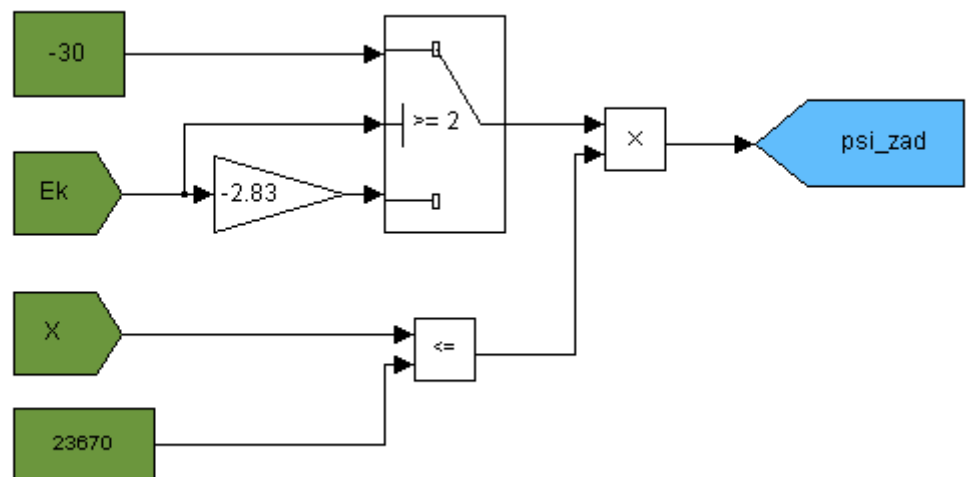 -30
>= 2
Ek
-2.83
×
psi_zad
X
<=
23670